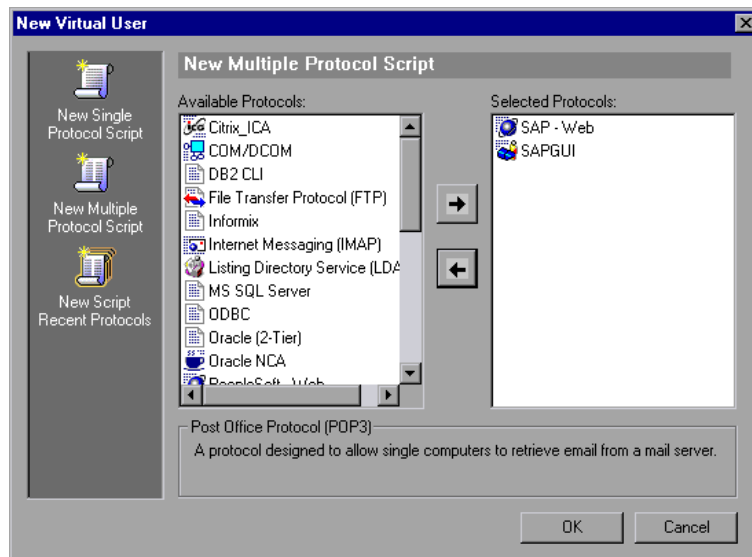 New Virtual User
New Single
Protocol Script
New Multiple
Protocol Script
New Script
Recent Protocols
New Multiple Protocol Script
Available Protocols:
Citrix_ICA
COM/DCOM
DB2 CLI
File Transfer Protocol (FTP)
Informix
Internet Messaging (IMAP)
Listing Directory Service (LDA
MS SQL Server
ODBC
Oracle (2-Tier)
Oracle NCA
PeopleSoft - Web
Selected Protocols:
SAP - Web
SAPGUI
Post Office Protocol (POP3)
A protocol designed to allow single computers to retrieve email from a mail server.
OK
Cancel